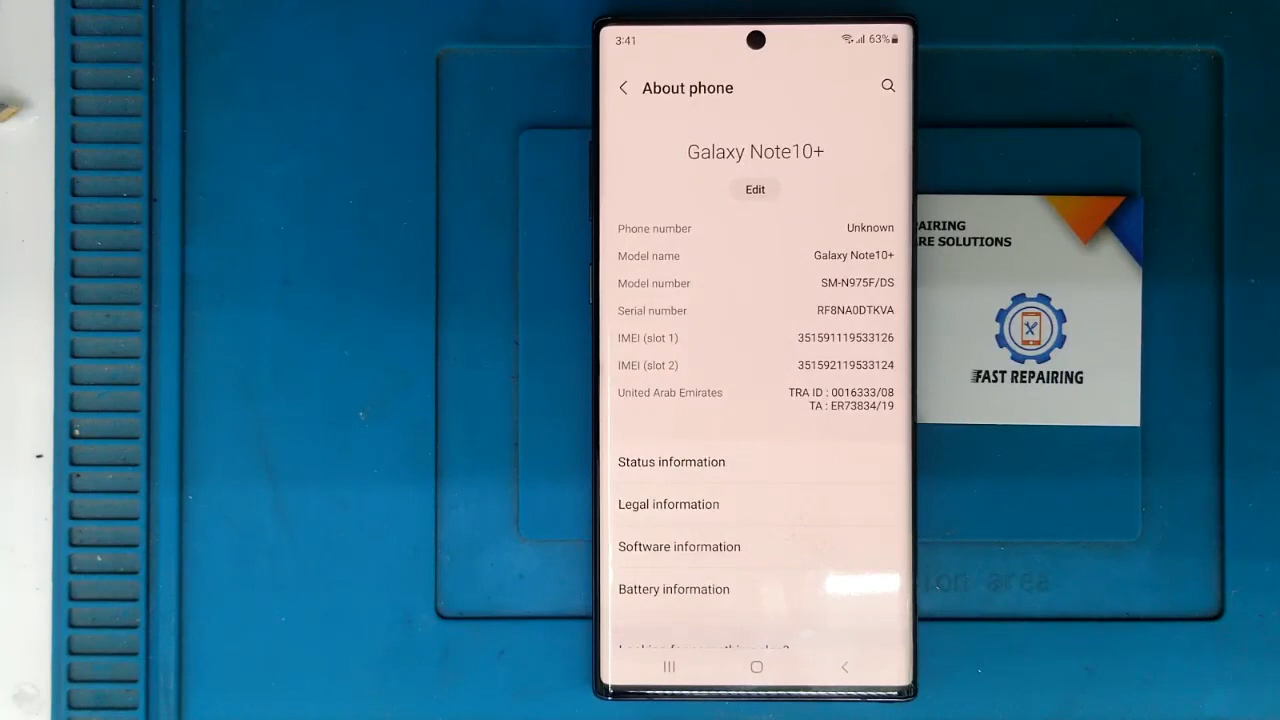 3:41
63%
About phone
Galaxy Note10+
Edit
Phone number Unknown
Model name Galaxy Note10+
Model number SM-N975F/DS
Serial number RF8NA0DTKVA
IMEI (slot 1) 351591119533126
IMEI (slot 2) 351592119533124
United Arab Emirates TRA ID : 0016333/08
TA : ER73834/19
Status information
Legal information
Software information
Battery information
AIRING
RE SOLUTIONS
FAST REPAIRING
ion area